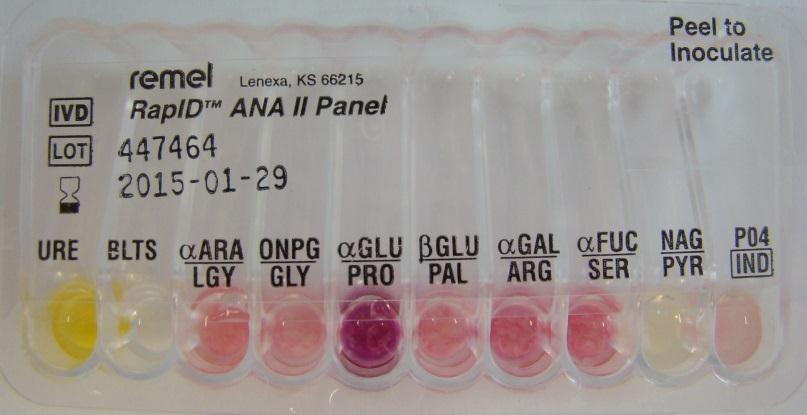 Peel to
Inoculate
remel Lenexa, KS 66215
RapID™ ANA II Panel
IVD
LOT 447464
2015-01-29
URE BLTS αARA ONPG αGLU βGLU αGAL αFUC NAG PO4
LGY GLY PRO PAL ARG SER PYR IND